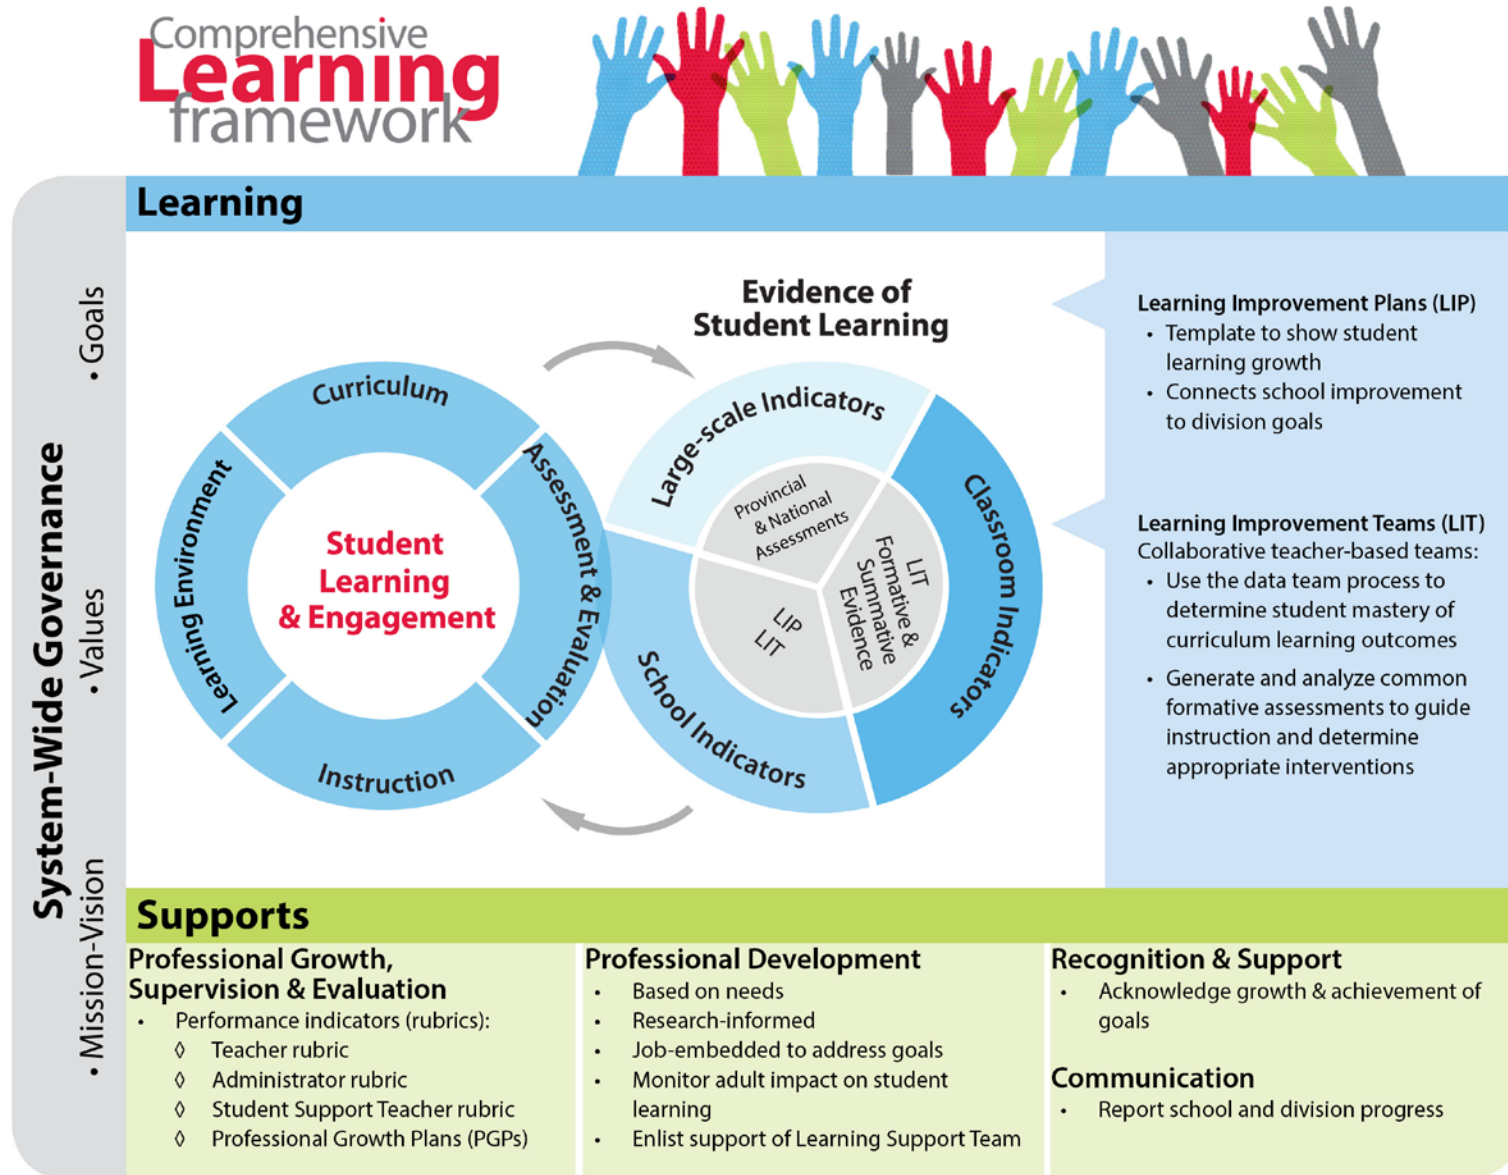 Comprehensive
Learning
framework
System-Wide Governance
• Mission-Vision
• Values
• Goals
Learning
Curriculum
Learning Environment
Assessment & Evaluation
Instruction
Student
Learning
& Engagement
Evidence of
Student Learning
Large-scale Indicators
Classroom Indicators
School Indicators
Provincial
& National
Assessments
LIT
Formative &
Summative
Evidence
LIP
LIT
Learning Improvement Plans (LIP)
• Template to show student
learning growth
• Connects school improvement
to division goals
Learning Improvement Teams (LIT)
Collaborative teacher-based teams:
• Use the data team process to
determine student mastery of
curriculum learning outcomes
• Generate and analyze common
formative assessments to guide
instruction and determine
appropriate interventions
Supports
Professional Growth,
Supervision & Evaluation
• Performance indicators (rubrics):
◊ Teacher rubric
◊ Administrator rubric
◊ Student Support Teacher rubric
◊ Professional Growth Plans (PGPs)
Professional Development
• Based on needs
• Research-informed
• Job-embedded to address goals
• Monitor adult impact on student
learning
• Enlist support of Learning Support Team
Recognition & Support
• Acknowledge growth & achievement of
goals
Communication
• Report school and division progress